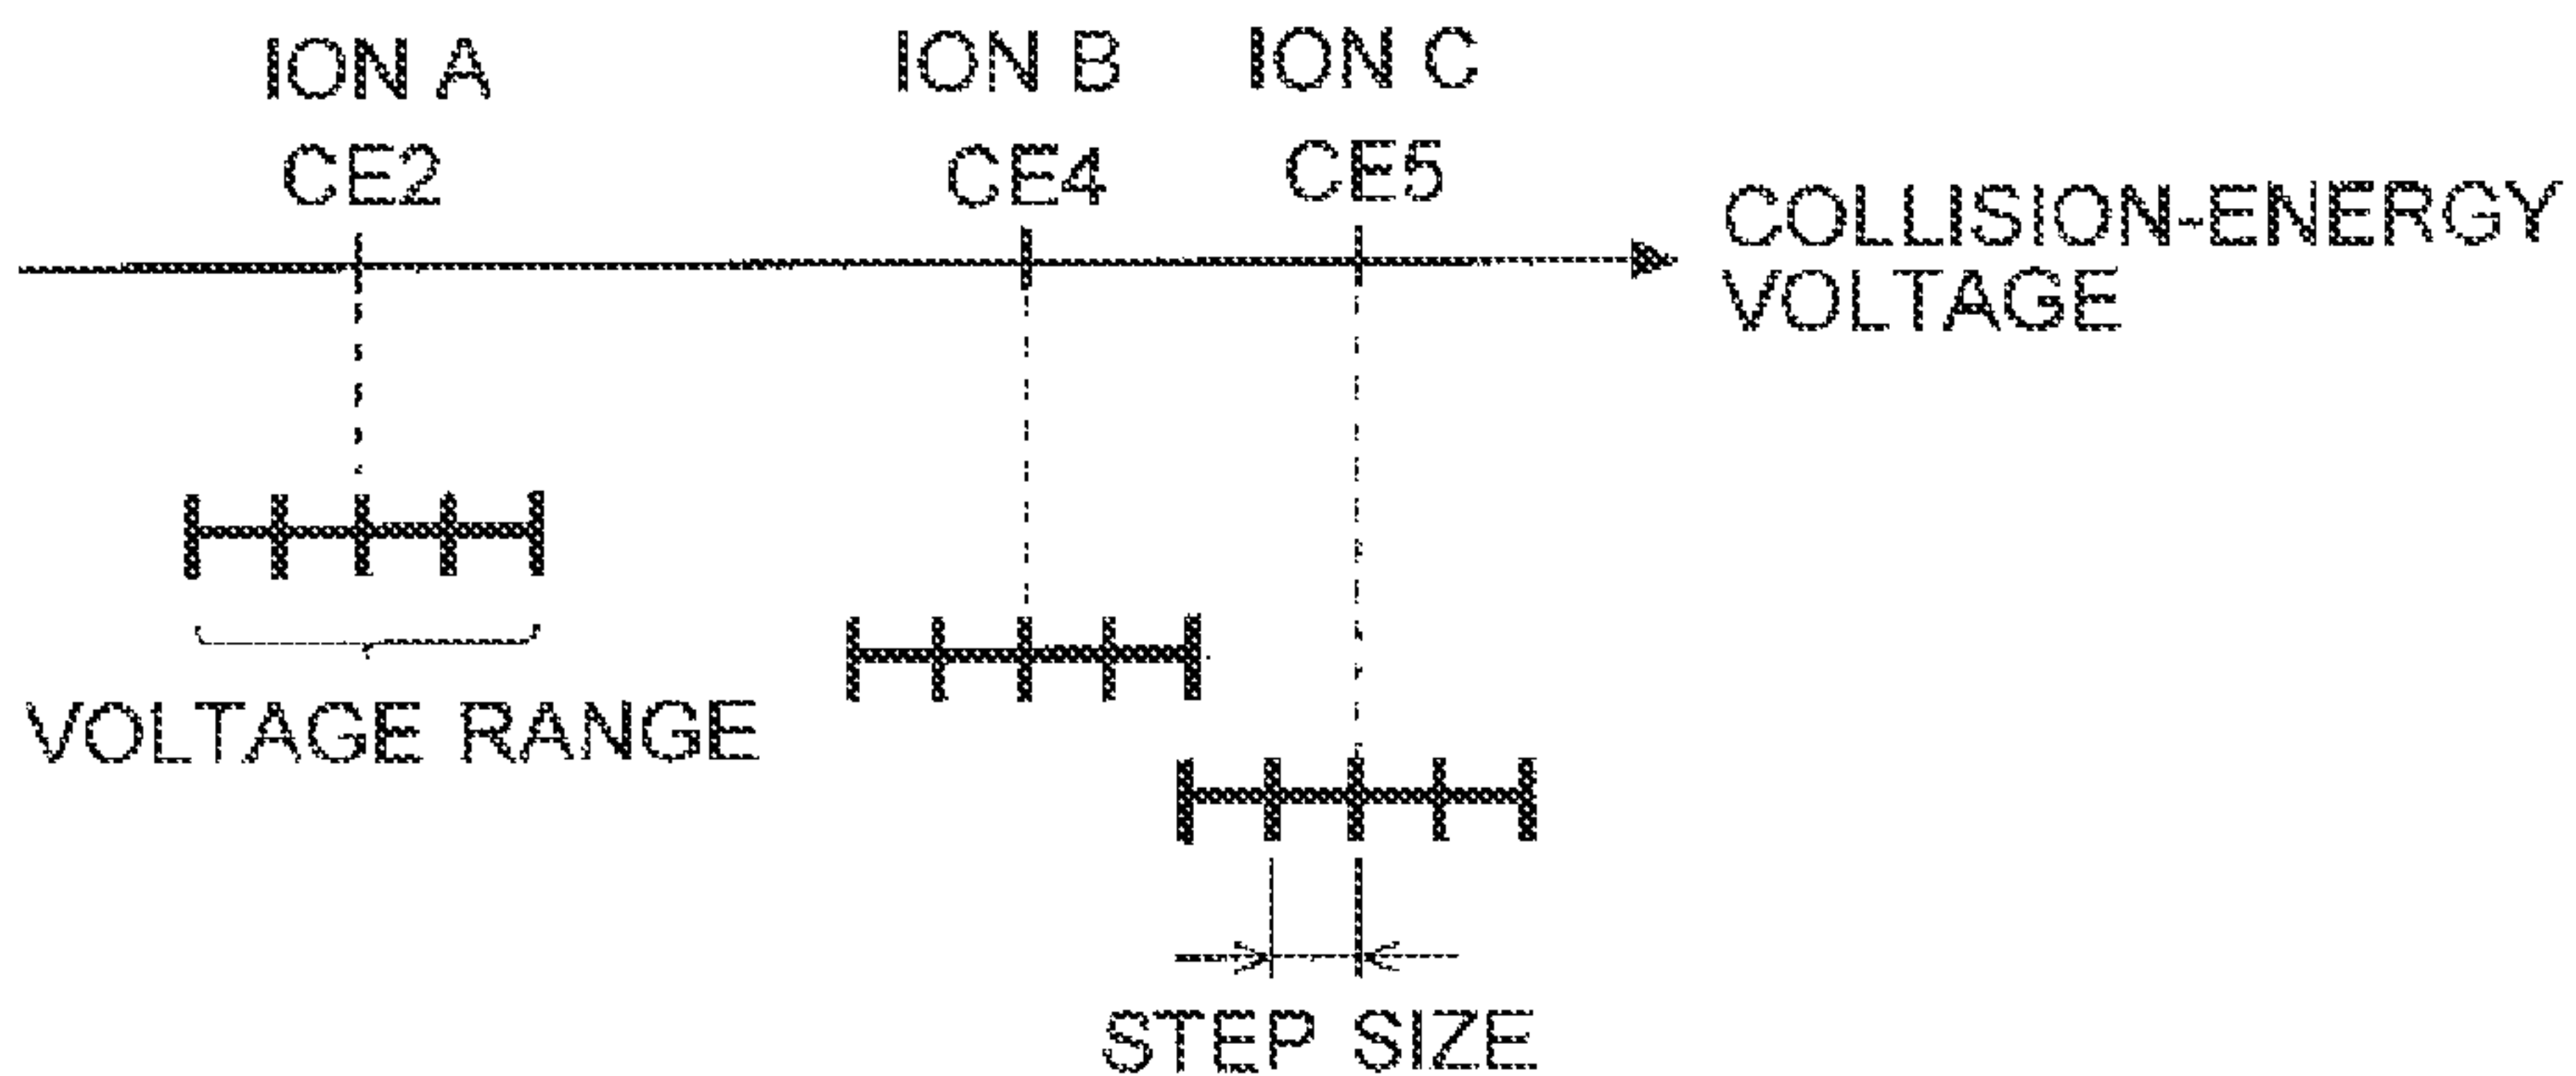 ION A
ION B
ION C
CE2
CE4
CE5
COLLISION-ENERGY
VOLTAGE
VOLTAGE RANGE
STEP SIZE